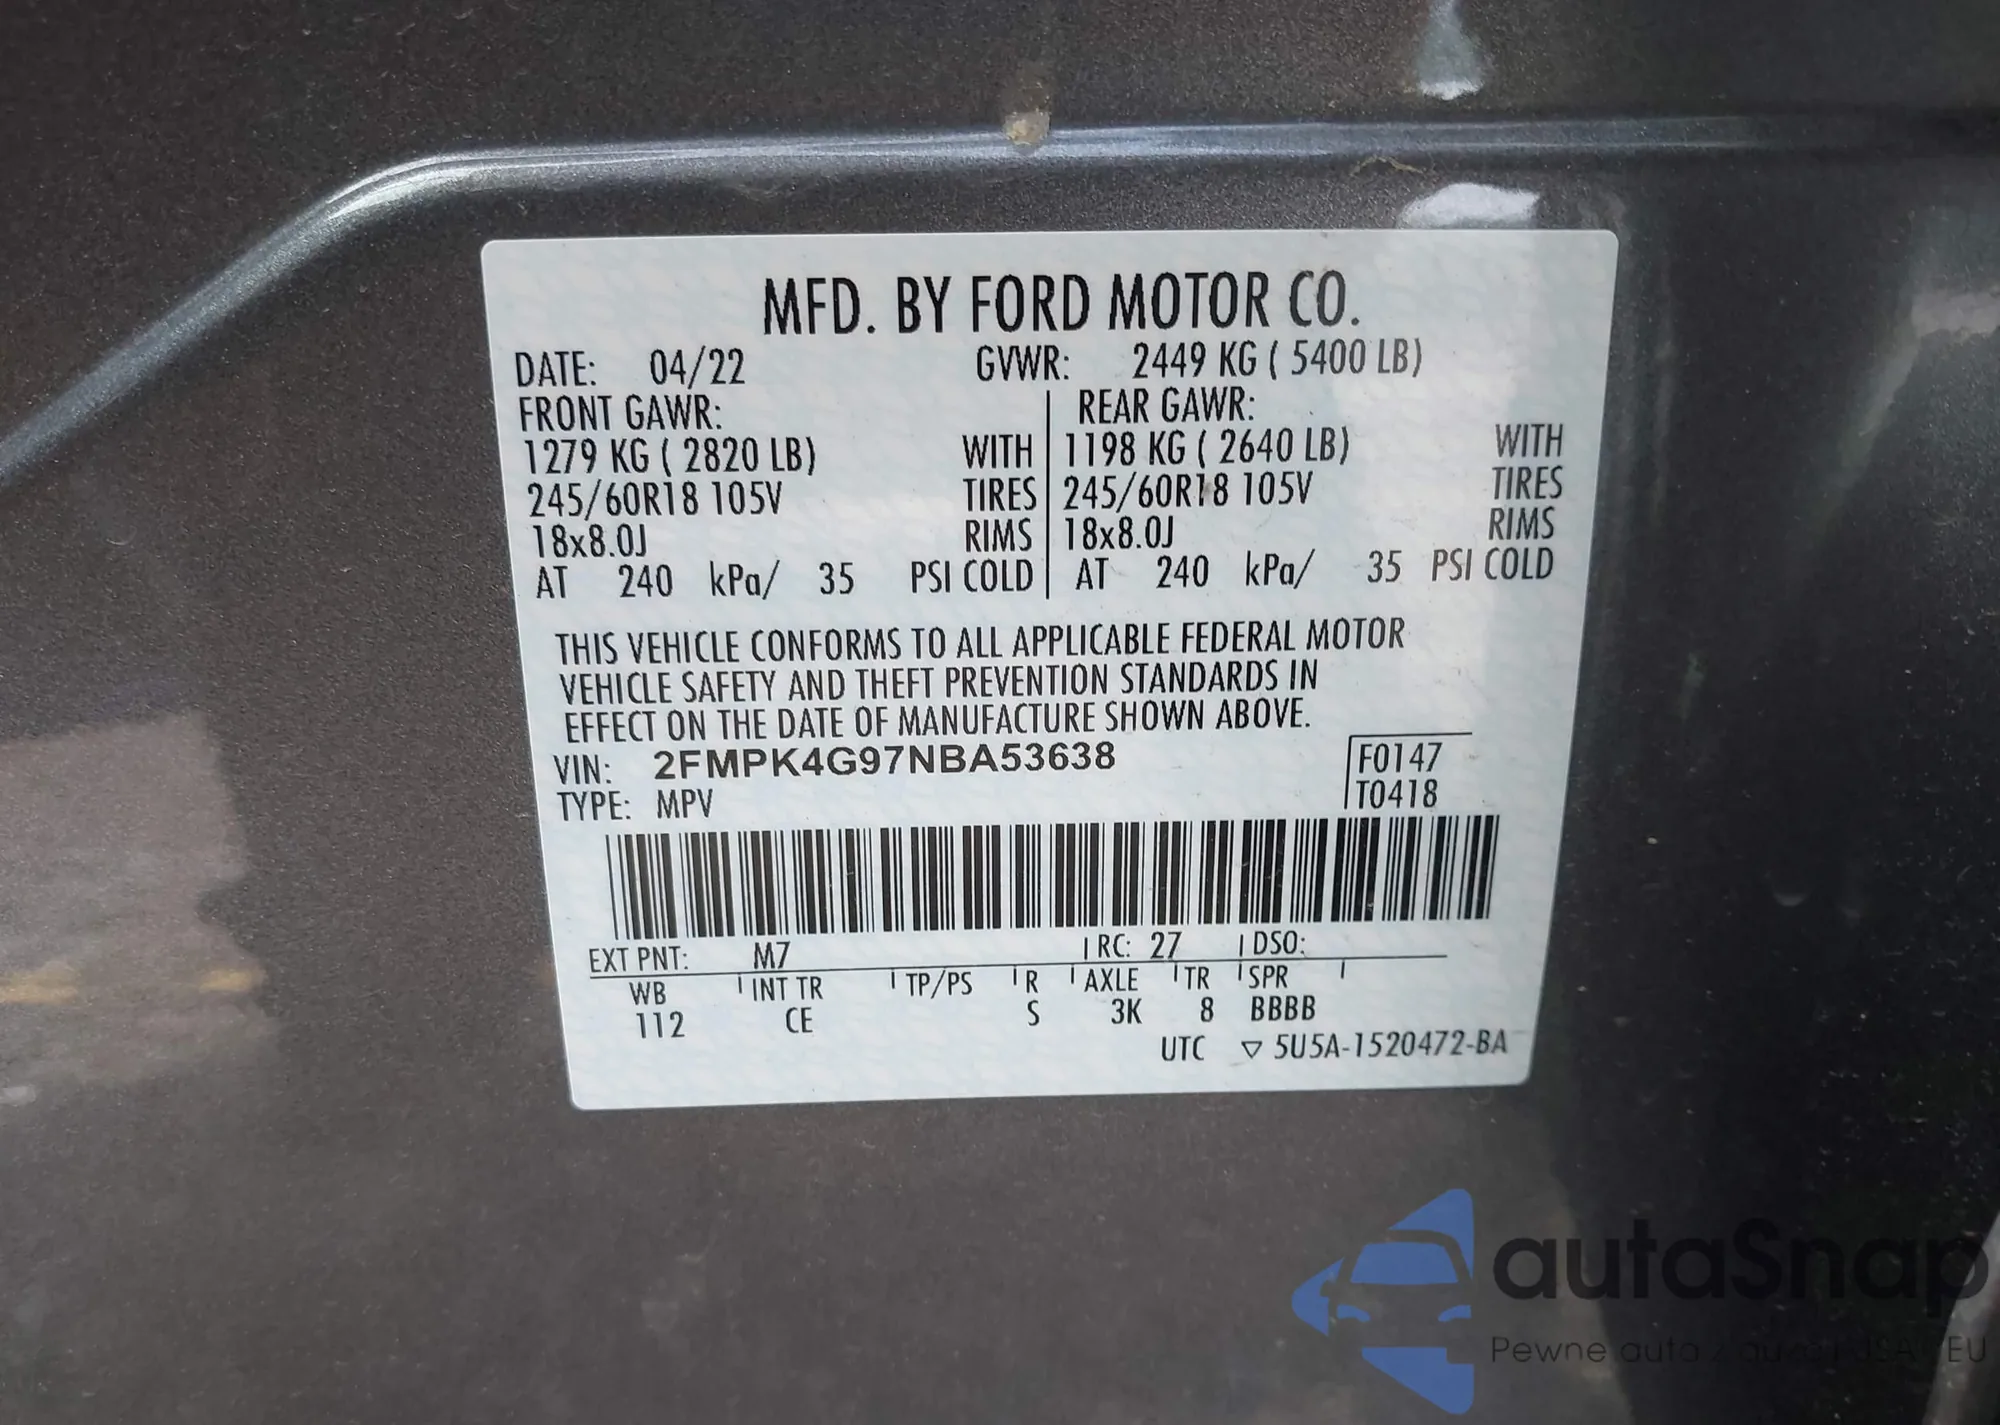 MFD. BY FORD MOTOR CO.
DATE: 04/22 GVWR: 2449 KG ( 5400 LB)
FRONT GAWR: REAR GAWR:
1279 KG ( 2820 LB) WITH 1198 KG ( 2640 LB) WITH
245/60R18 105V TIRES 245/60R18 105V TIRES
18x8.0J RIMS 18x8.0J RIMS
AT 240 kPa/ 35 PSI COLD AT 240 kPa/ 35 PSI COLD
THIS VEHICLE CONFORMS TO ALL APPLICABLE FEDERAL MOTOR
VEHICLE SAFETY AND THEFT PREVENTION STANDARDS IN
EFFECT ON THE DATE OF MANUFACTURE SHOWN ABOVE.
VIN: 2FMPK4G97NBA53638 F0147
TYPE: MPV T0418
EXT PNT: M7 RC: 27 DSO:
WB INT TR TP/PS R AXLE TR SPR
112 CE S 3K 8 BBBB
UTC ▽ 5U5A-1520472-BA
autaSnap
Pewne auta z USA EU